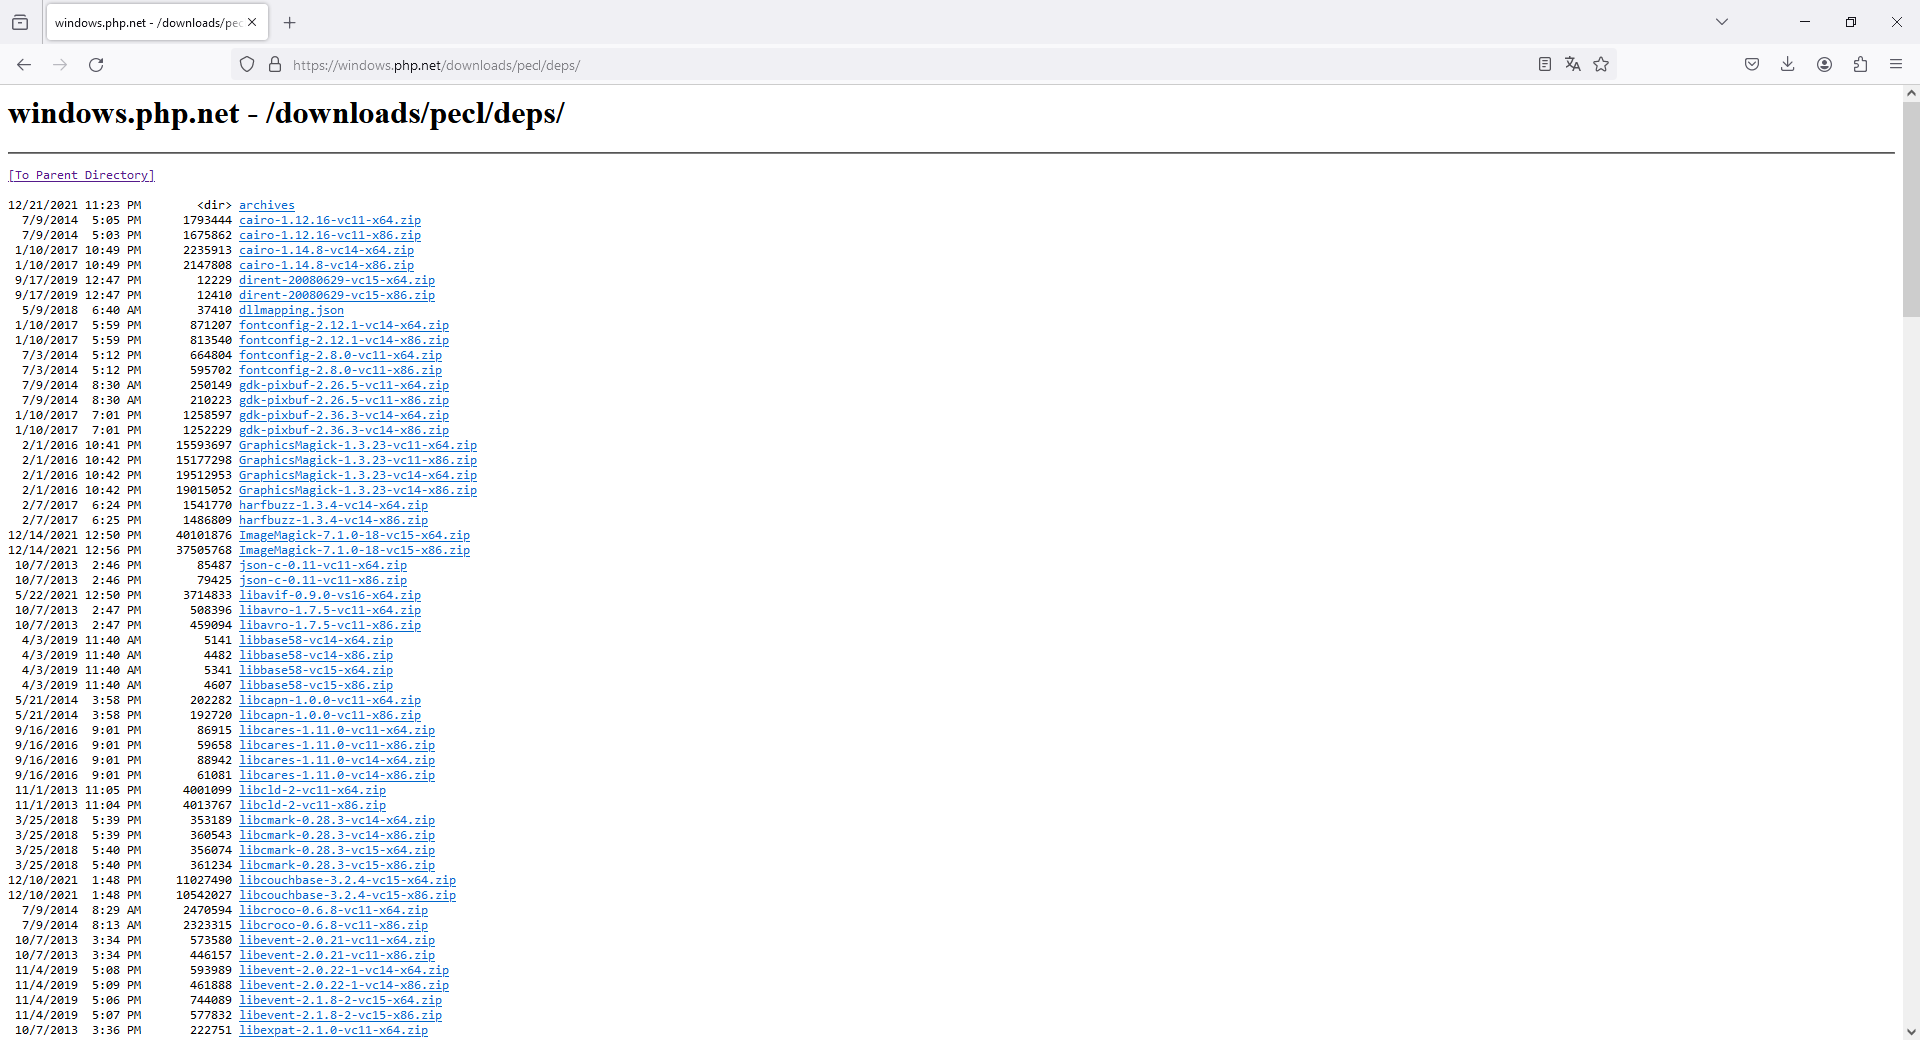 windows.php.net - /downloads/pec
https://windows.php.net/downloads/pecl/deps/
windows.php.net - /downloads/pecl/deps/
[To Parent Directory]
12/21/2021 11:23 PM <dir> archives
7/9/2014 5:05 PM 1793444 cairo-1.12.16-vc11-x64.zip
7/9/2014 5:03 PM 1675862 cairo-1.12.16-vc11-x86.zip
1/10/2017 10:49 PM 2235913 cairo-1.14.8-vc14-x64.zip
1/10/2017 10:49 PM 2147808 cairo-1.14.8-vc14-x86.zip
9/17/2019 12:47 PM 12229 dirent-20080629-vc15-x64.zip
9/17/2019 12:47 PM 12410 dirent-20080629-vc15-x86.zip
5/9/2018 6:40 AM 37410 dllmapping.json
1/10/2017 5:59 PM 871207 fontconfig-2.12.1-vc14-x64.zip
1/10/2017 5:59 PM 813540 fontconfig-2.12.1-vc14-x86.zip
7/3/2014 5:12 PM 664804 fontconfig-2.8.0-vc11-x64.zip
7/3/2014 5:12 PM 595702 fontconfig-2.8.0-vc11-x86.zip
7/9/2014 8:30 AM 250149 gdk-pixbuf-2.26.5-vc11-x64.zip
7/9/2014 8:30 AM 210223 gdk-pixbuf-2.26.5-vc11-x86.zip
1/10/2017 7:01 PM 1258597 gdk-pixbuf-2.36.3-vc14-x64.zip
1/10/2017 7:01 PM 1252229 gdk-pixbuf-2.36.3-vc14-x86.zip
2/1/2016 10:41 PM 15593697 GraphicsMagick-1.3.23-vc11-x64.zip
2/1/2016 10:42 PM 15177298 GraphicsMagick-1.3.23-vc11-x86.zip
2/1/2016 10:42 PM 19512953 GraphicsMagick-1.3.23-vc14-x64.zip
2/1/2016 10:42 PM 19015052 GraphicsMagick-1.3.23-vc14-x86.zip
2/7/2017 6:24 PM 1541770 harfbuzz-1.3.4-vc14-x64.zip
2/7/2017 6:25 PM 1486809 harfbuzz-1.3.4-vc14-x86.zip
12/14/2021 12:50 PM 40101876 ImageMagick-7.1.0-18-vc15-x64.zip
12/14/2021 12:56 PM 37505768 ImageMagick-7.1.0-18-vc15-x86.zip
10/7/2013 2:46 PM 85487 json-c-0.11-vc11-x64.zip
10/7/2013 2:46 PM 79425 json-c-0.11-vc11-x86.zip
5/22/2021 12:50 PM 3714833 libavif-0.9.0-vs16-x64.zip
10/7/2013 2:47 PM 508396 libavro-1.7.5-vc11-x64.zip
10/7/2013 2:47 PM 459094 libavro-1.7.5-vc11-x86.zip
4/3/2019 11:40 AM 5141 libbase58-vc14-x64.zip
4/3/2019 11:40 AM 4482 libbase58-vc14-x86.zip
4/3/2019 11:40 AM 5341 libbase58-vc15-x64.zip
4/3/2019 11:40 AM 4607 libbase58-vc15-x86.zip
5/21/2014 3:58 PM 202282 libcapn-1.0.0-vc11-x64.zip
5/21/2014 3:58 PM 192720 libcapn-1.0.0-vc11-x86.zip
9/16/2016 9:01 PM 86915 libcares-1.11.0-vc11-x64.zip
9/16/2016 9:01 PM 59658 libcares-1.11.0-vc11-x86.zip
9/16/2016 9:01 PM 88942 libcares-1.11.0-vc14-x64.zip
9/16/2016 9:01 PM 61081 libcares-1.11.0-vc14-x86.zip
11/1/2013 11:05 PM 4001099 libcld-2-vc11-x64.zip
11/1/2013 11:04 PM 4013767 libcld-2-vc11-x86.zip
3/25/2018 5:39 PM 353189 libcmark-0.28.3-vc14-x64.zip
3/25/2018 5:39 PM 360543 libcmark-0.28.3-vc14-x86.zip
3/25/2018 5:40 PM 356074 libcmark-0.28.3-vc15-x64.zip
3/25/2018 5:40 PM 361234 libcmark-0.28.3-vc15-x86.zip
12/10/2021 1:48 PM 11027490 libcouchbase-3.2.4-vc15-x64.zip
12/10/2021 1:48 PM 10542027 libcouchbase-3.2.4-vc15-x86.zip
7/9/2014 8:29 AM 2470594 libcroco-0.6.8-vc11-x64.zip
7/9/2014 8:13 AM 2323315 libcroco-0.6.8-vc11-x86.zip
10/7/2013 3:34 PM 573580 libevent-2.0.21-vc11-x64.zip
10/7/2013 3:34 PM 446157 libevent-2.0.21-vc11-x86.zip
11/4/2019 5:08 PM 593989 libevent-2.0.22-1-vc14-x64.zip
11/4/2019 5:09 PM 461888 libevent-2.0.22-1-vc14-x86.zip
11/4/2019 5:06 PM 744089 libevent-2.1.8-2-vc15-x64.zip
11/4/2019 5:07 PM 577832 libevent-2.1.8-2-vc15-x86.zip
10/7/2013 3:36 PM 222751 libexpat-2.1.0-vc11-x64.zip